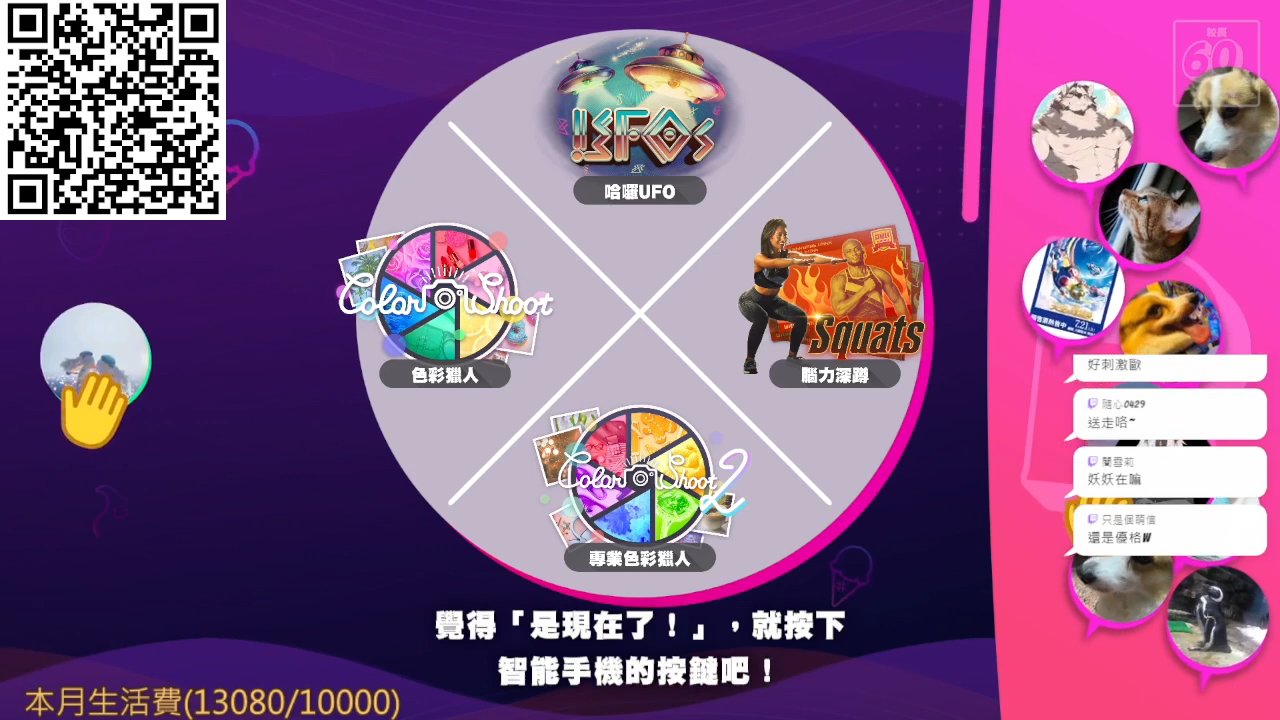 哈囉UFO
Color Shoot
色彩獵人
Squats
腦力深蹲
Color Shoot 2
專業色彩獵人
覺得「是現在了！」，就按下
智能手機的按鍵吧！
本月生活費(13080/10000)
60
好刺激歐
隨心0429
送走咯~
蘭雪莉
妖妖在嘛
只是個萌信
還是優格W